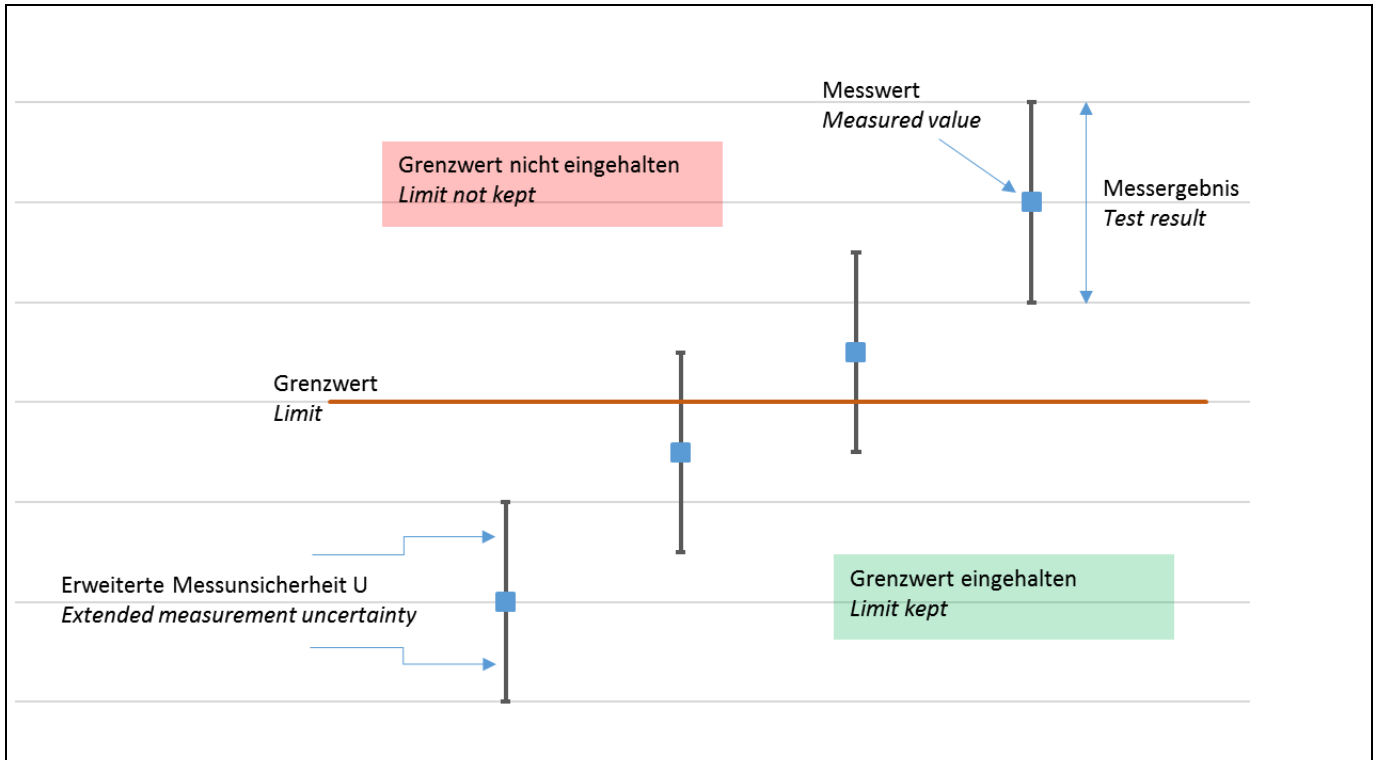 Messwert
Measured value
Grenzwert nicht eingehalten
Limit not kept
Messergebnis
Test result
Grenzwert
Limit
Erweiterte Messunsicherheit U
Extended measurement uncertainty
Grenzwert eingehalten
Limit kept